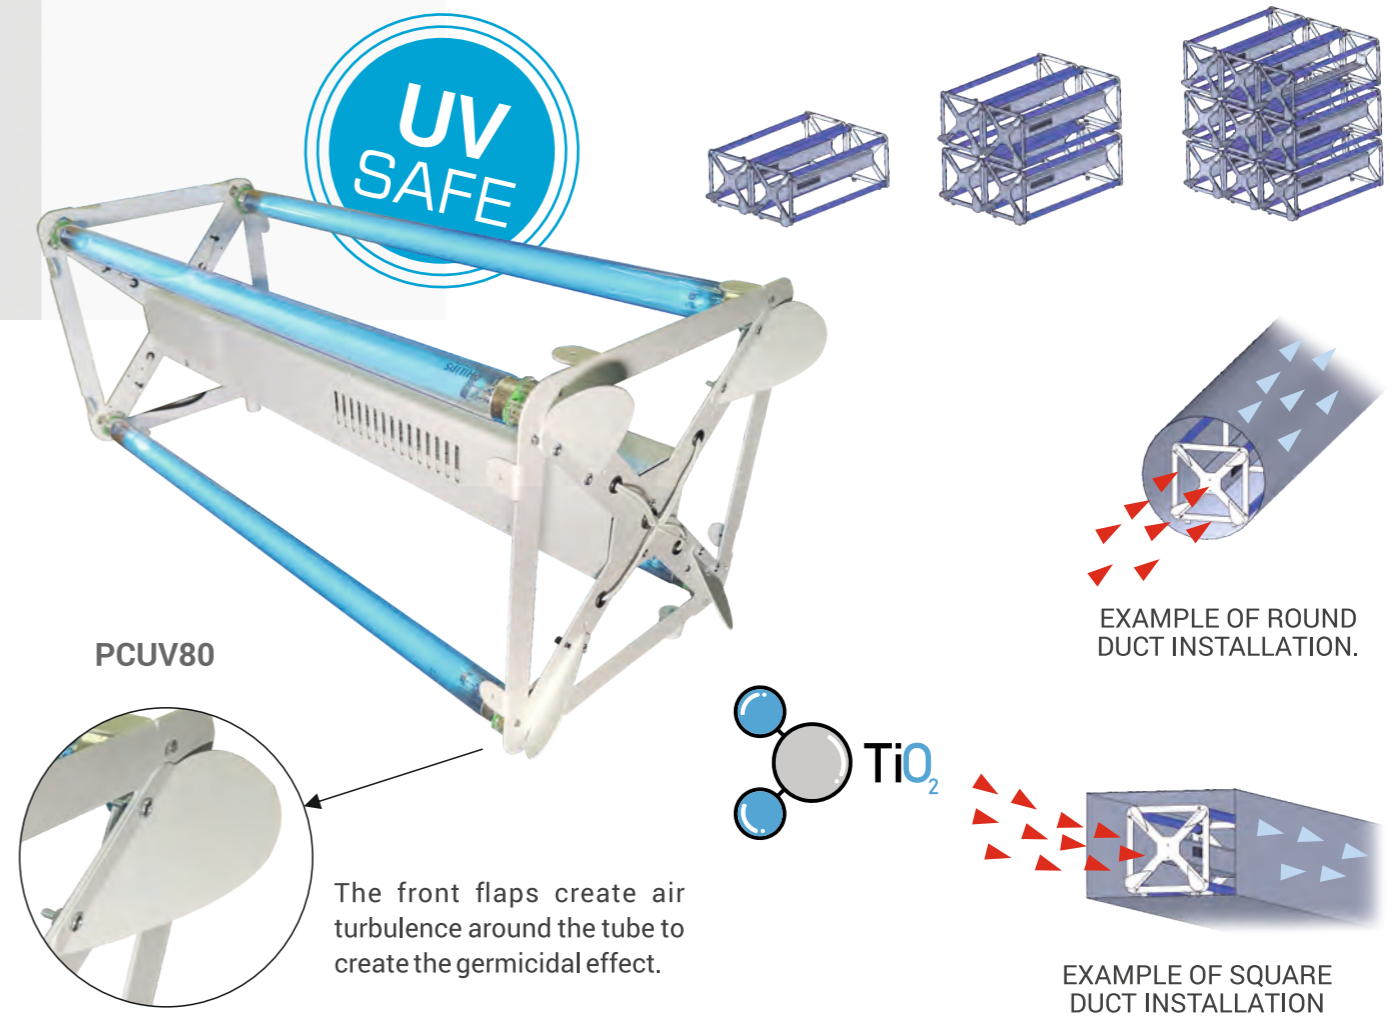 UV
SAFE
PHILIPS
PCUV80
TiO2
The front flaps create air
turbulence around the tube to
create the germicidal effect.
EXAMPLE OF ROUND
DUCT INSTALLATION.
EXAMPLE OF SQUARE
DUCT INSTALLATION